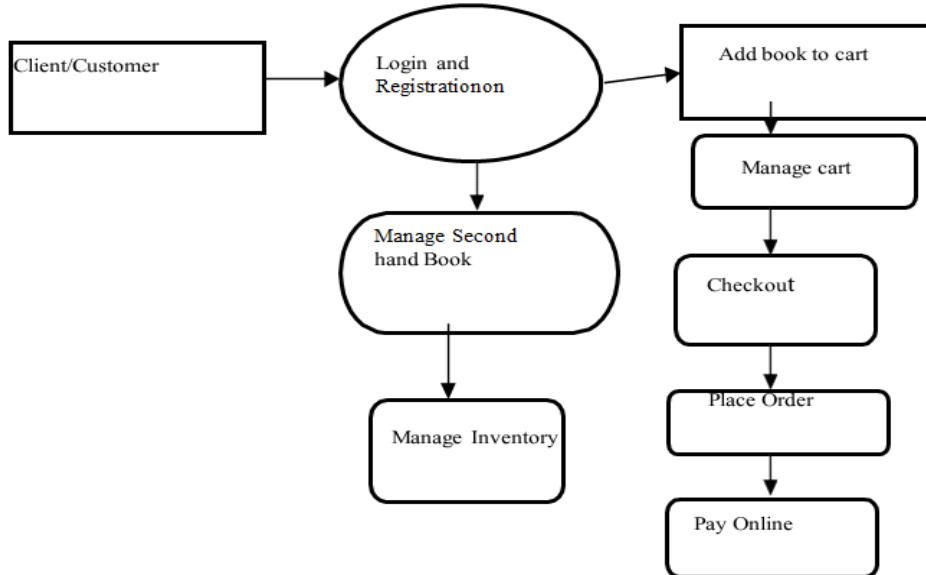 Client/Customer
Login and
Registrationon
Add book to cart
Manage cart
Manage Second
hand Book
Checkout
Place Order
Manage Inventory
Pay Online